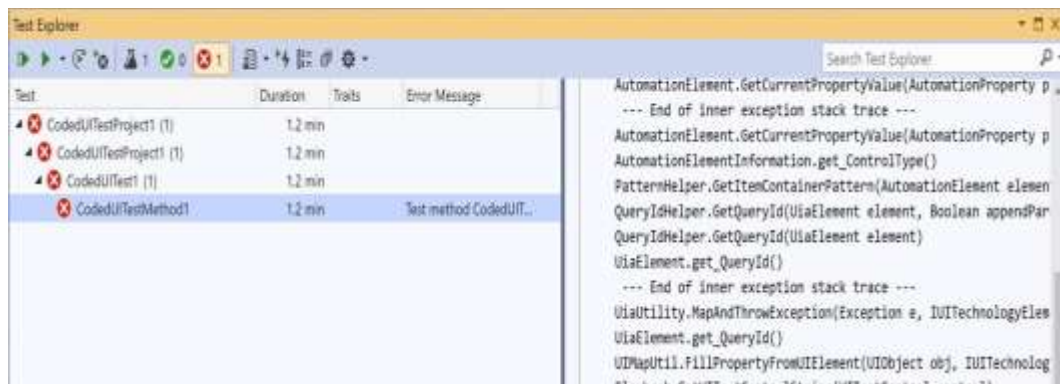 Test Explorer
1 0 1 Search Test Explorer
Test Duration Traits Error Message
CodedUITestProject1 (1) 1.2 min
CodedUITestProject1 (1) 1.2 min
CodedUITest1 (1) 1.2 min
CodedUITestMethod1 1.2 min Test method CodedUIT...
AutomationElement.GetCurrentPropertyValue(AutomationProperty p
--- End of inner exception stack trace ---
AutomationElement.GetCurrentPropertyValue(AutomationProperty p
AutomationElementInformation.get_ControlType()
PatternHelper.GetItemContainerPattern(AutomationElement elemen
QueryIdHelper.GetQueryId(UiaElement element, Boolean appendPar
QueryIdHelper.GetQueryId(UiaElement element)
UiaElement.get_QueryId()
--- End of inner exception stack trace ---
UiaUtility.MapAndThrowException(Exception e, IUITechnologyElem
UiaElement.get_QueryId()
UIMapUtil.FillPropertyFromUIElement(UIObject obj, IUITechnolog